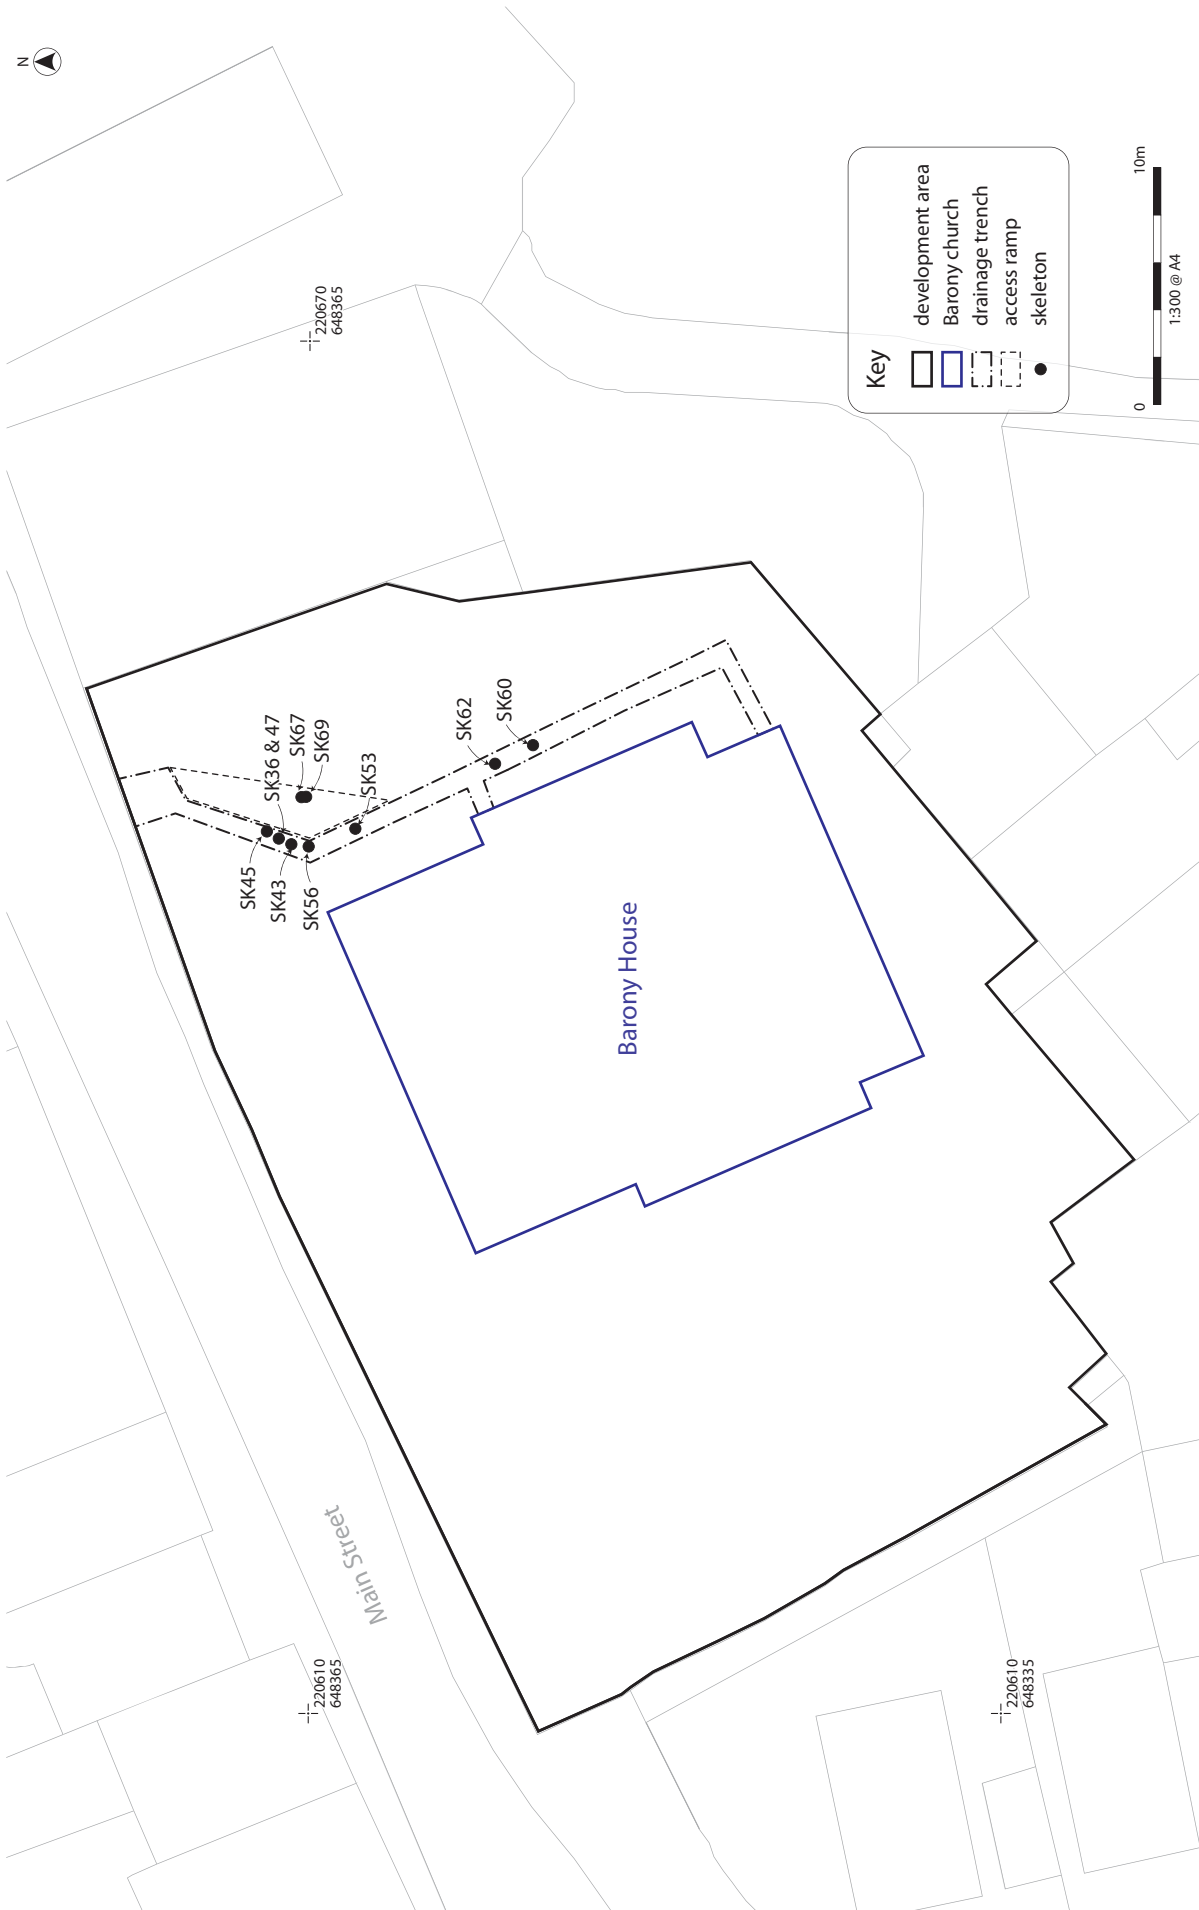 N
220670
648365
SK36 & 47
SK67
SK69
SK53
SK45
SK43
SK56
SK62
SK60
Barony House
Main Street
220610
648365
220610
648335
Key
development area
Barony church
drainage trench
access ramp
skeleton
0
10m
1:300 @ A4